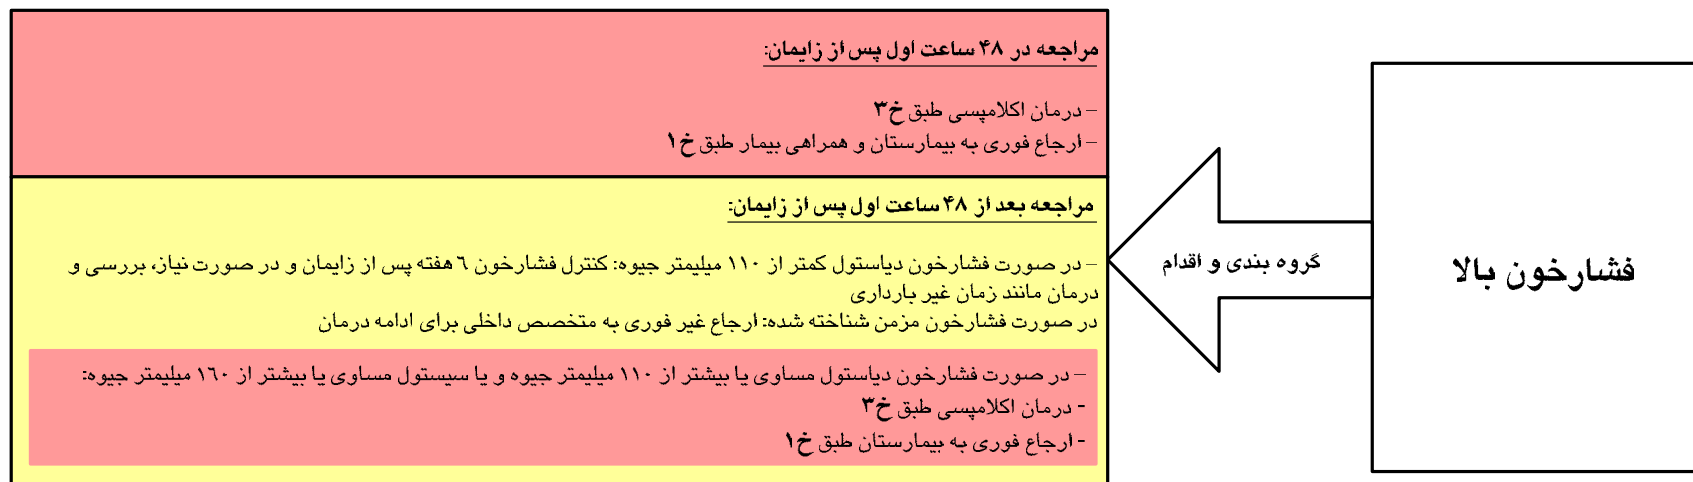 فشارخون بالا
گروه بندی و اقدام
مراجعه در ۴۸ ساعت اول پس از زایمان:
– درمان اکلامپسی طبق خ۳
– ارجاع فوری به بیمارستان و همراهی بیمار طبق خ۱
مراجعه بعد از ۴۸ ساعت اول پس از زایمان:
– در صورت فشارخون دیاستول کمتر از ۱۱۰ میلیمتر جیوه: کنترل فشارخون ٦ هفته پس از زایمان و در صورت نیاز، بررسی و
درمان مانند زمان غیر بارداری
در صورت فشارخون مزمن شناخته شده: ارجاع غیر فوری به متخصص داخلی برای ادامه درمان
– در صورت فشارخون دیاستول مساوی یا بیشتر از ۱۱۰ میلیمتر جیوه و یا سیستول مساوی یا بیشتر از ۱٦۰ میلیمتر جیوه:
- درمان اکلامپسی طبق خ۳
- ارجاع فوری به بیمارستان طبق خ۱